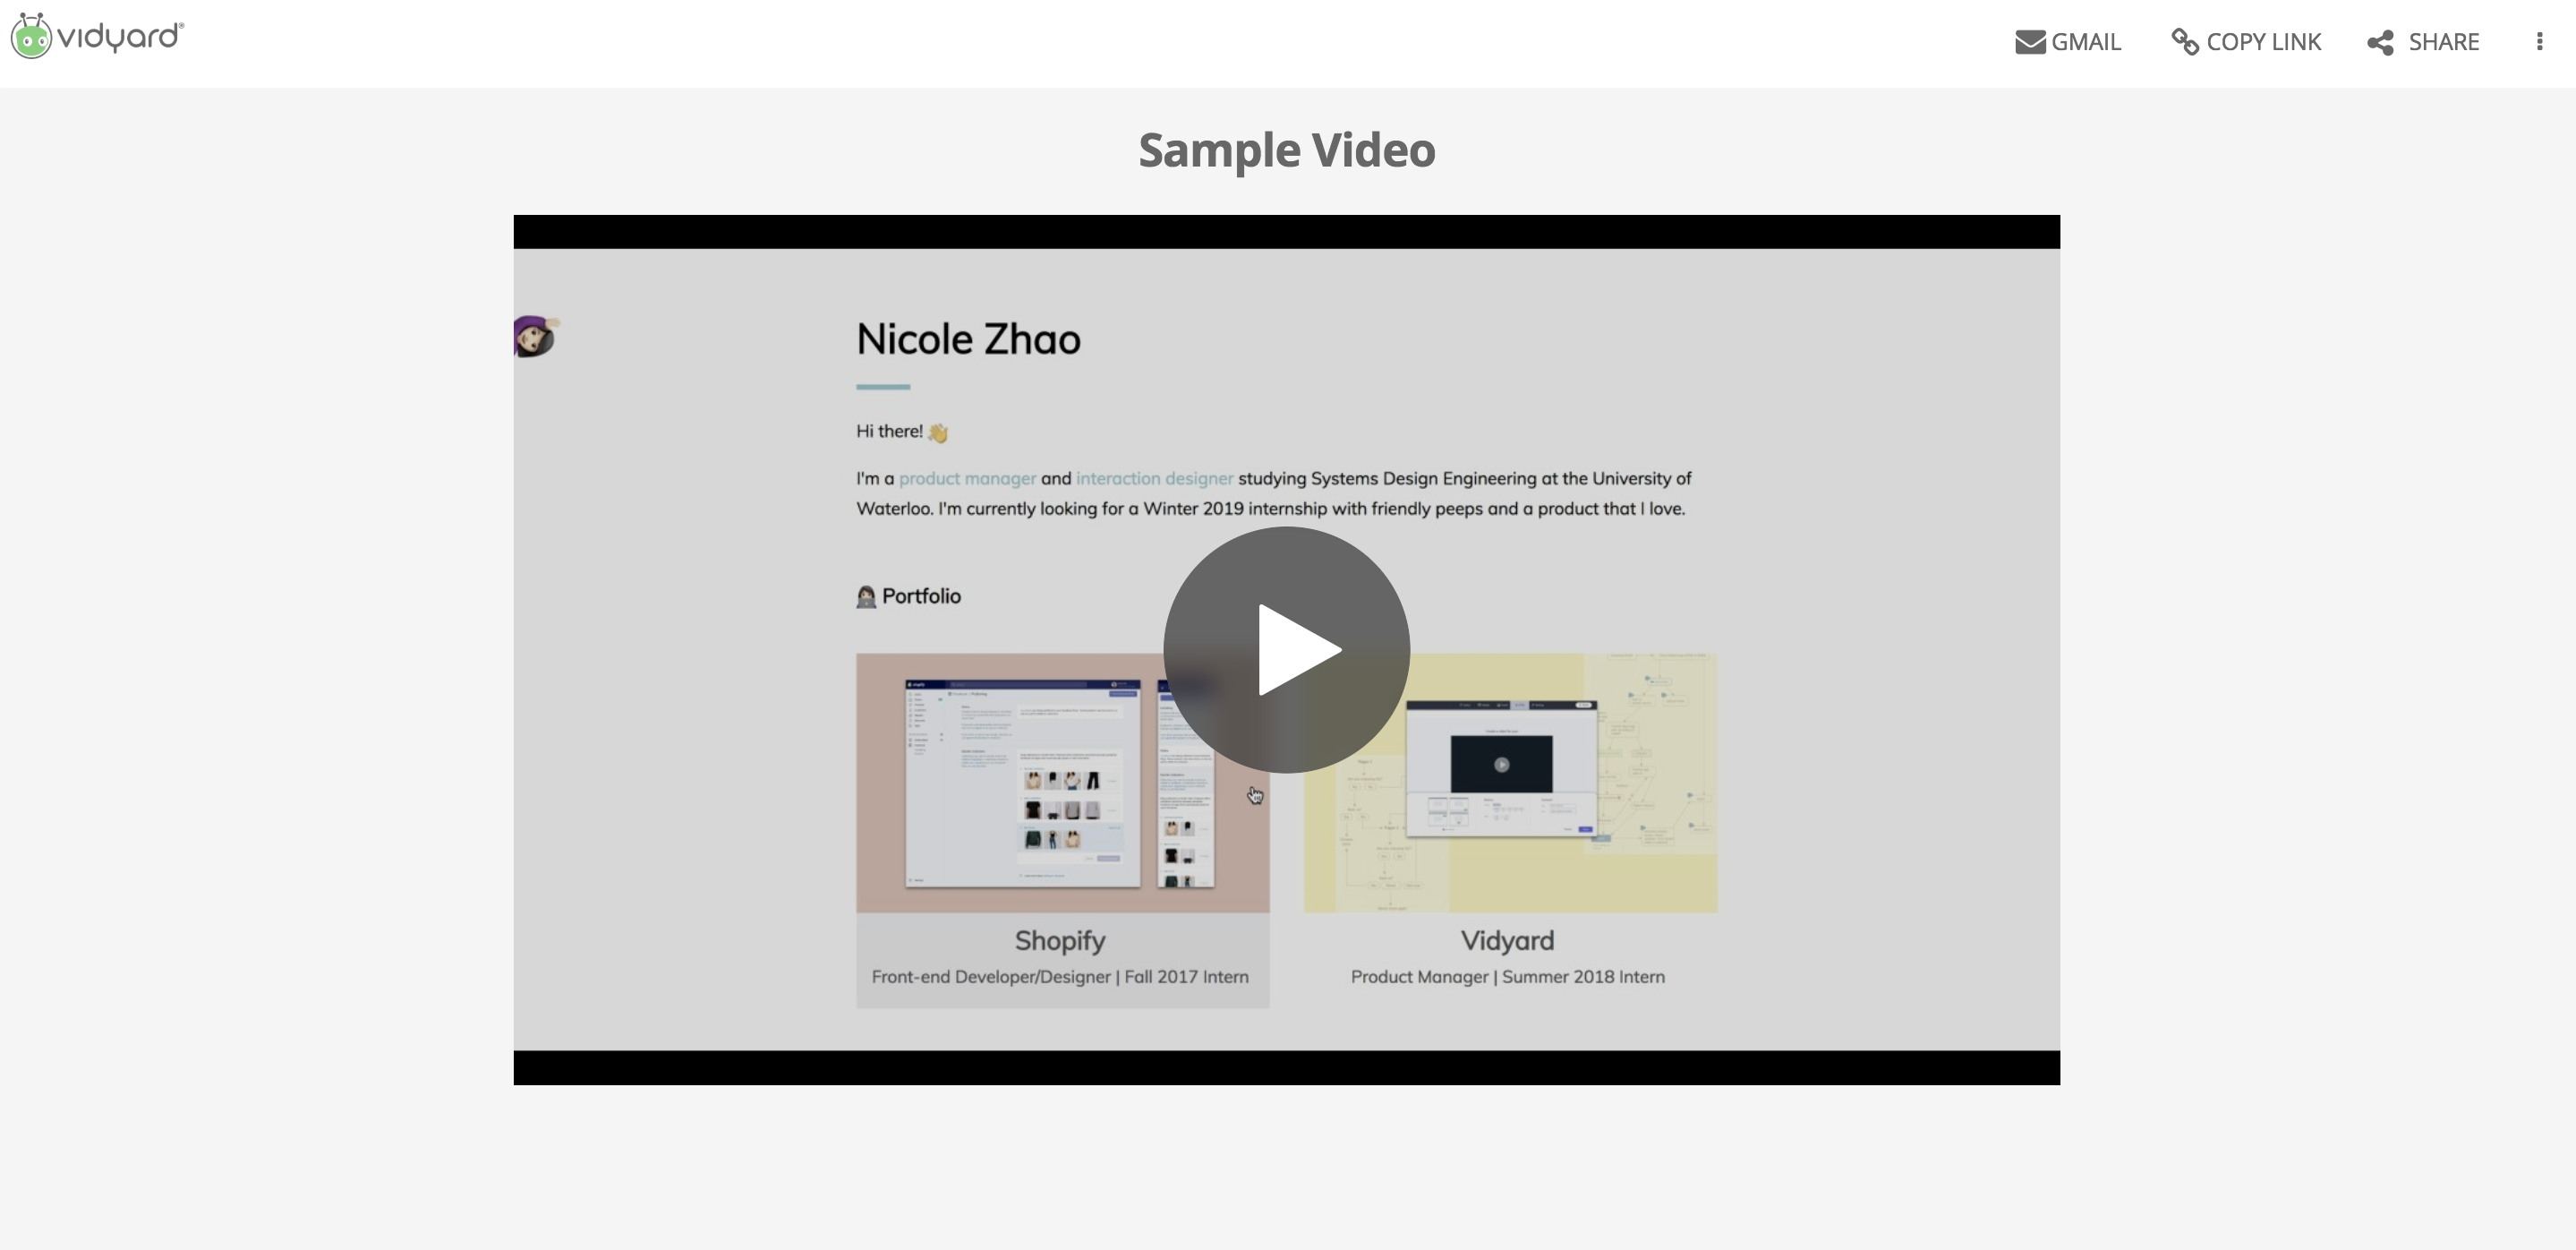 vidyard®
GMAIL
COPY LINK
SHARE
Sample Video
Nicole Zhao
Hi there! 👋
I'm a product manager and interaction designer studying Systems Design Engineering at the University of
Waterloo. I'm currently looking for a Winter 2019 internship with friendly peeps and a product that I love.
Portfolio
Shopify
Front-end Developer/Designer | Fall 2017 Intern
Vidyard
Product Manager | Summer 2018 Intern